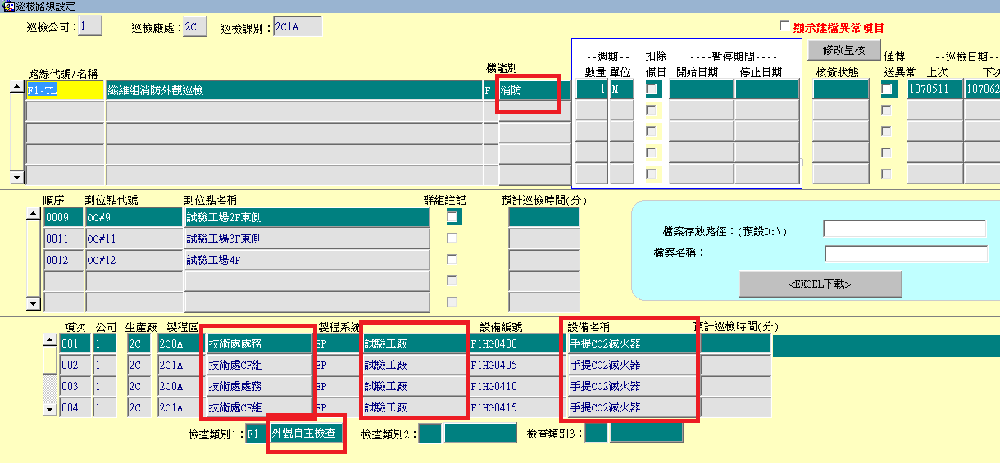 巡檢路線設定
巡檢公司：1 巡檢廠處：2C 巡檢課別：2C1A 顯示建檔異常項目
修改呈核
--週期-- 扣除 ----暫停期間---- 僅傳 --巡檢日期
路線代號/名稱 機能別 數量 單位 假日 開始日期 停止日期 核簽狀態 送異常 上次 下次
F1-TL 纖維組消防外觀巡檢 F 消防 1 M 1070511 107062
順序 到位點代號 到位點名稱 群組註記 預計巡檢時間(分)
0009 OC#9 試驗工場2F東側
0011 OC#11 試驗工場3F東側
0012 OC#12 試驗工場4F
檔案存放路徑：(預設D:\)
檔案名稱：
<EXCEL下載>
項次 公司 生產廠 製程區 製程系統 設備編號 設備名稱 預計巡檢時間(分)
001 1 2C 2C0A 技術處處務 EP 試驗工廠 F1HG0400 手提CO2滅火器
002 1 2C 2C1A 技術處CF組 EP 試驗工廠 F1HG0405 手提CO2滅火器
003 1 2C 2C0A 技術處處務 EP 試驗工廠 F1HG0410 手提CO2滅火器
004 1 2C 2C1A 技術處CF組 EP 試驗工廠 F1HG0415 手提CO2滅火器
檢查類別1：F1 外觀自主檢查 檢查類別2： 檢查類別3：